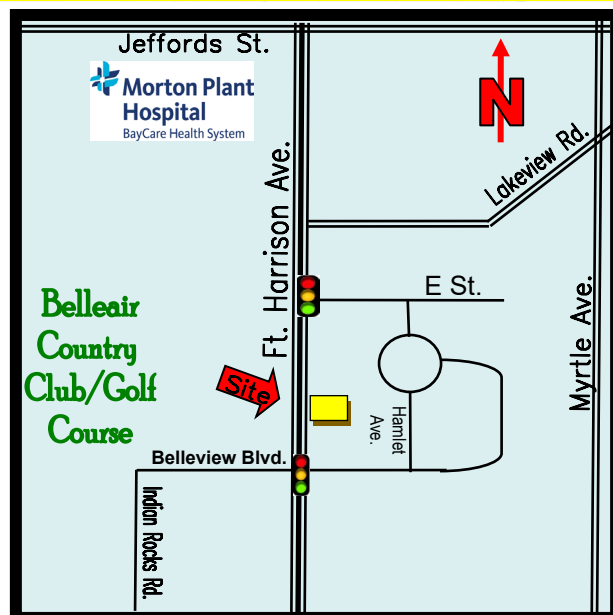 Jeffords St.
Morton Plant
Hospital
BayCare Health System
N
Lakeview Rd.
Ft. Harrison Ave.
E St.
Belleair
Country
Club/Golf
Course
Site
Myrtle Ave.
Hamlet
Ave.
Belleview Blvd.
Indian Rocks Rd.